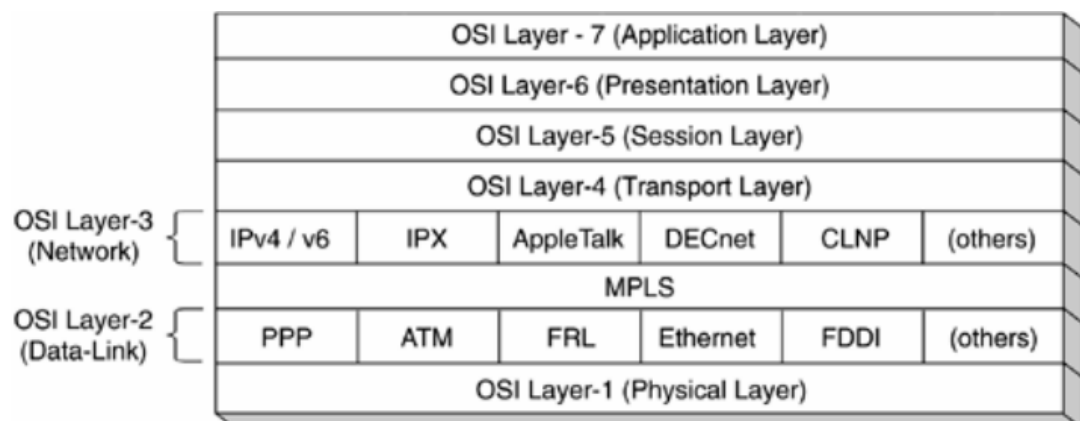 OSI Layer - 7 (Application Layer)
OSI Layer-6 (Presentation Layer)
OSI Layer-5 (Session Layer)
OSI Layer-4 (Transport Layer)
OSI Layer-3
(Network)
IPv4 / v6 IPX AppleTalk DECnet CLNP (others)
MPLS
OSI Layer-2
(Data-Link)
PPP ATM FRL Ethernet FDDI (others)
OSI Layer-1 (Physical Layer)